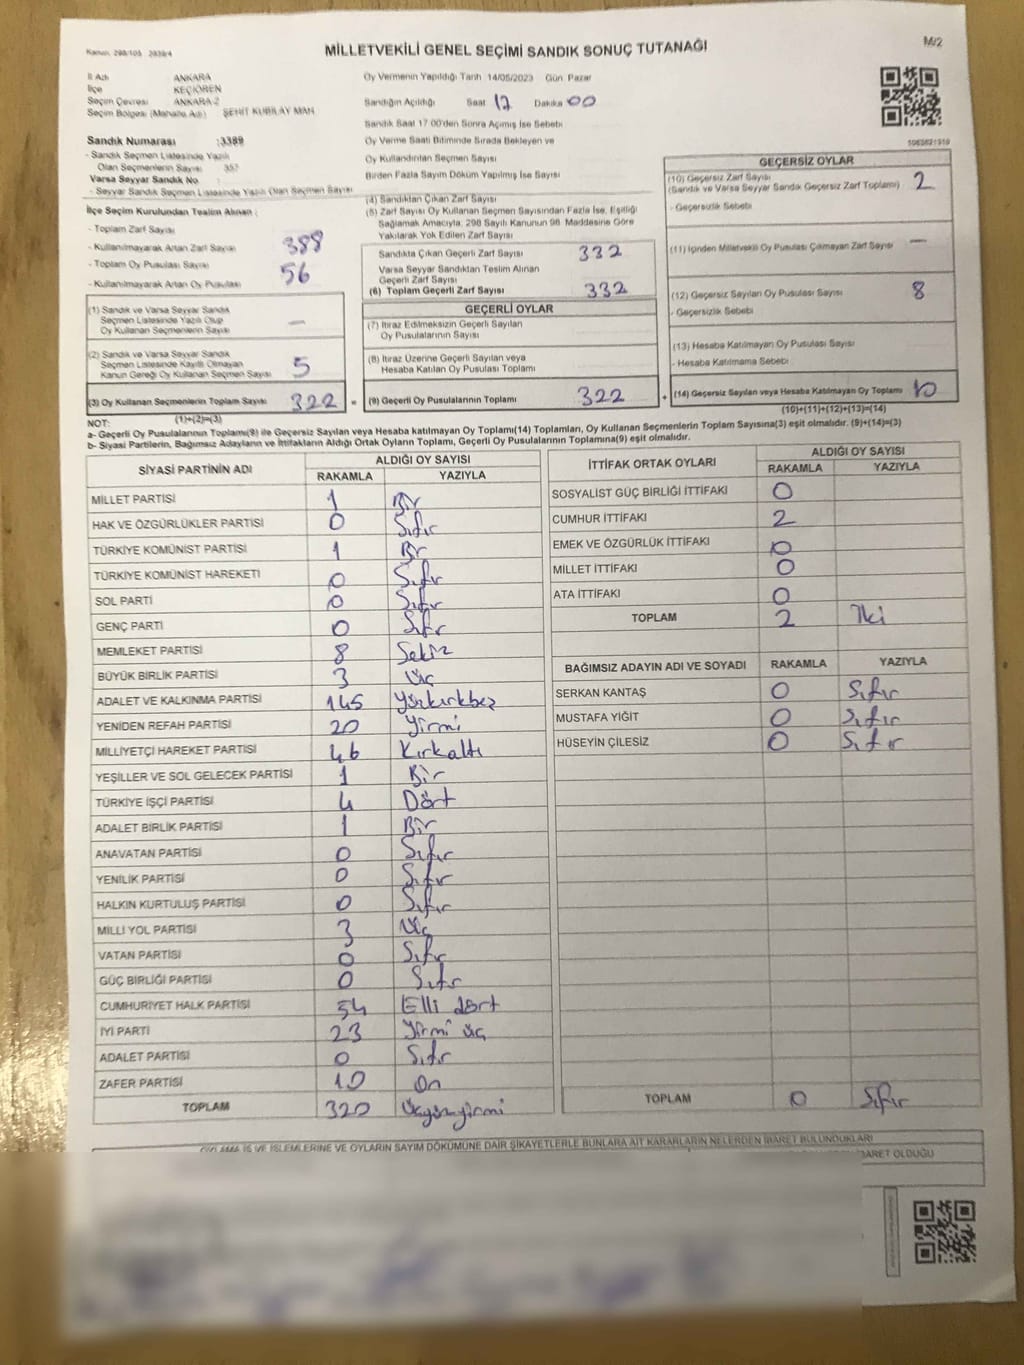 Kanun: 298/105 2839/4
MİLLETVEKİLİ GENEL SEÇİMİ SANDIK SONUÇ TUTANAĞI
M/2
İl Adı ANKARA
İlçe KEÇİÖREN
Seçim Çevresi ANKARA-2
Seçim Bölgesi (Mahalle Adı) ŞEHİT KUBİLAY MAH
Sandık Numarası :3389
- Sandık Seçmen Listesinde Yazılı
Olan Seçmenlerin Sayısı 357
Varsa Seyyar Sandık No :
- Seyyar Sandık Seçmen Listesinde Yazılı Olan Seçmen Sayısı
İlçe Seçim Kurulundan Teslim Alınan :
- Toplam Zarf Sayısı
- Kullanılmayarak Artan Zarf Sayısı 388
- Toplam Oy Pusulası Sayısı
- Kullanılmayarak Artan Oy Pusulası 56
(1) Sandık ve Varsa Seyyar Sandık
Seçmen Listesinde Yazılı Olup
Oy Kullanan Seçmenlerin Sayısı —
(2) Sandık ve Varsa Seyyar Sandık
Seçmen Listesinde Kayıtlı Olmayan
Kanun Gereği Oy Kullanan Seçmen Sayısı 5
(3) Oy Kullanan Seçmenlerin Toplam Sayısı 322 =
(1)+(2)=(3)
Oy Vermenin Yapıldığı Tarih 14/05/2023 Gün Pazar
Sandığın Açıldığı Saat 17 Dakika 00
Sandık Saat 17.00'den Sonra Açılmış İse Sebebi
Oy Verme Saati Bitiminde Sırada Bekleyen ve
Oy Kullandırılan Seçmen Sayısı
Birden Fazla Sayım Döküm Yapılmış İse Sayısı
(4) Sandıktan Çıkan Zarf Sayısı
(5) Zarf Sayısı Oy Kullanan Seçmen Sayısından Fazla İse, Eşitliği
Sağlamak Amacıyla, 298 Sayılı Kanunun 98. Maddesine Göre
Yakılarak Yok Edilen Zarf Sayısı
Sandıkta Çıkan Geçerli Zarf Sayısı 332
Varsa Seyyar Sandıktan Teslim Alınan
Geçerli Zarf Sayısı
(6) Toplam Geçerli Zarf Sayısı 332
GEÇERLİ OYLAR
(7) İtiraz Edilmeksizin Geçerli Sayılan
Oy Pusulalarının Sayısı
(8) İtiraz Üzerine Geçerli Sayılan veya
Hesaba Katılan Oy Pusulası Toplamı
(9) Geçerli Oy Pusulalarının Toplamı 322 +
GEÇERSİZ OYLAR
(10) Geçersiz Zarf Sayısı
(Sandık ve Varsa Seyyar Sandık Geçersiz Zarf Toplamı) 2
- Geçersizlik Sebebi
(11) İçinden Milletvekili Oy Pusulası Çıkmayan Zarf Sayısı —
(12) Geçersiz Sayılan Oy Pusulası Sayısı 8
- Geçersizlik Sebebi
(13) Hesaba Katılmayan Oy Pusulası Sayısı
- Hesaba Katılmama Sebebi
(14) Geçersiz Sayılan veya Hesaba Katılmayan Oy Toplamı 10
(10)+(11)+(12)+(13)=(14)
NOT:
a- Geçerli Oy Pusulalarının Toplamı(9) ile Geçersiz Sayılan veya Hesaba katılmayan Oy Toplamı(14) Toplamları, Oy Kullanan Seçmenlerin Toplam Sayısına(3) eşit olmalıdır. (9)+(14)=(3)
b- Siyasi Partilerin, Bağımsız Adayların ve İttifakların Aldığı Ortak Oyların Toplamı, Geçerli Oy Pusulalarının Toplamına(9) eşit olmalıdır.
SİYASİ PARTİNİN ADI ALDIĞI OY SAYISI
RAKAMLA YAZIYLA
MİLLET PARTİSİ 1 Bir
HAK VE ÖZGÜRLÜKLER PARTİSİ 0 Sıfır
TÜRKİYE KOMÜNİST PARTİSİ 1 Bir
TÜRKİYE KOMÜNİST HAREKETİ 0 Sıfır
SOL PARTİ 0 Sıfır
GENÇ PARTİ 0 Sıfır
MEMLEKET PARTİSİ 8 Sekiz
BÜYÜK BİRLİK PARTİSİ 3 Üç
ADALET VE KALKINMA PARTİSİ 145 Yüzkırkbeş
YENİDEN REFAH PARTİSİ 20 Yirmi
MİLLİYETÇİ HAREKET PARTİSİ 46 Kırkaltı
YEŞİLLER VE SOL GELECEK PARTİSİ 1 Bir
TÜRKİYE İŞÇİ PARTİSİ 4 Dört
ADALET BİRLİK PARTİSİ 1 Bir
ANAVATAN PARTİSİ 0 Sıfır
YENİLİK PARTİSİ 0 Sıfır
HALKIN KURTULUŞ PARTİSİ 0 Sıfır
MİLLİ YOL PARTİSİ 3 Üç
VATAN PARTİSİ 0 Sıfır
GÜÇ BİRLİĞİ PARTİSİ 0 Sıfır
CUMHURİYET HALK PARTİSİ 54 Elli dört
İYİ PARTİ 23 Yirmi üç
ADALET PARTİSİ 0 Sıfır
ZAFER PARTİSİ 10 On
TOPLAM 320 Üçyüzyirmi
İTTİFAK ORTAK OYLARI ALDIĞI OY SAYISI
RAKAMLA YAZIYLA
SOSYALİST GÜÇ BİRLİĞİ İTTİFAKI 0
CUMHUR İTTİFAKI 2
EMEK VE ÖZGÜRLÜK İTTİFAKI 0
MİLLET İTTİFAKI 0
ATA İTTİFAKI 0
TOPLAM 2 İki
BAĞIMSIZ ADAYIN ADI VE SOYADI RAKAMLA YAZIYLA
SERKAN KANTAŞ 0 Sıfır
MUSTAFA YİĞİT 0 Sıfır
HÜSEYİN ÇİLESİZ 0 Sıfır
TOPLAM 0 Sıfır
İŞ VE İŞLEMLERİNE VE OYLARIN SAYIM DÖKÜMÜNE DAİR ŞİKAYETLERLE BUNLARA AİT KARARLARIN NELERDEN İBARET BULUNDUKLARI
İBARET OLDUĞU